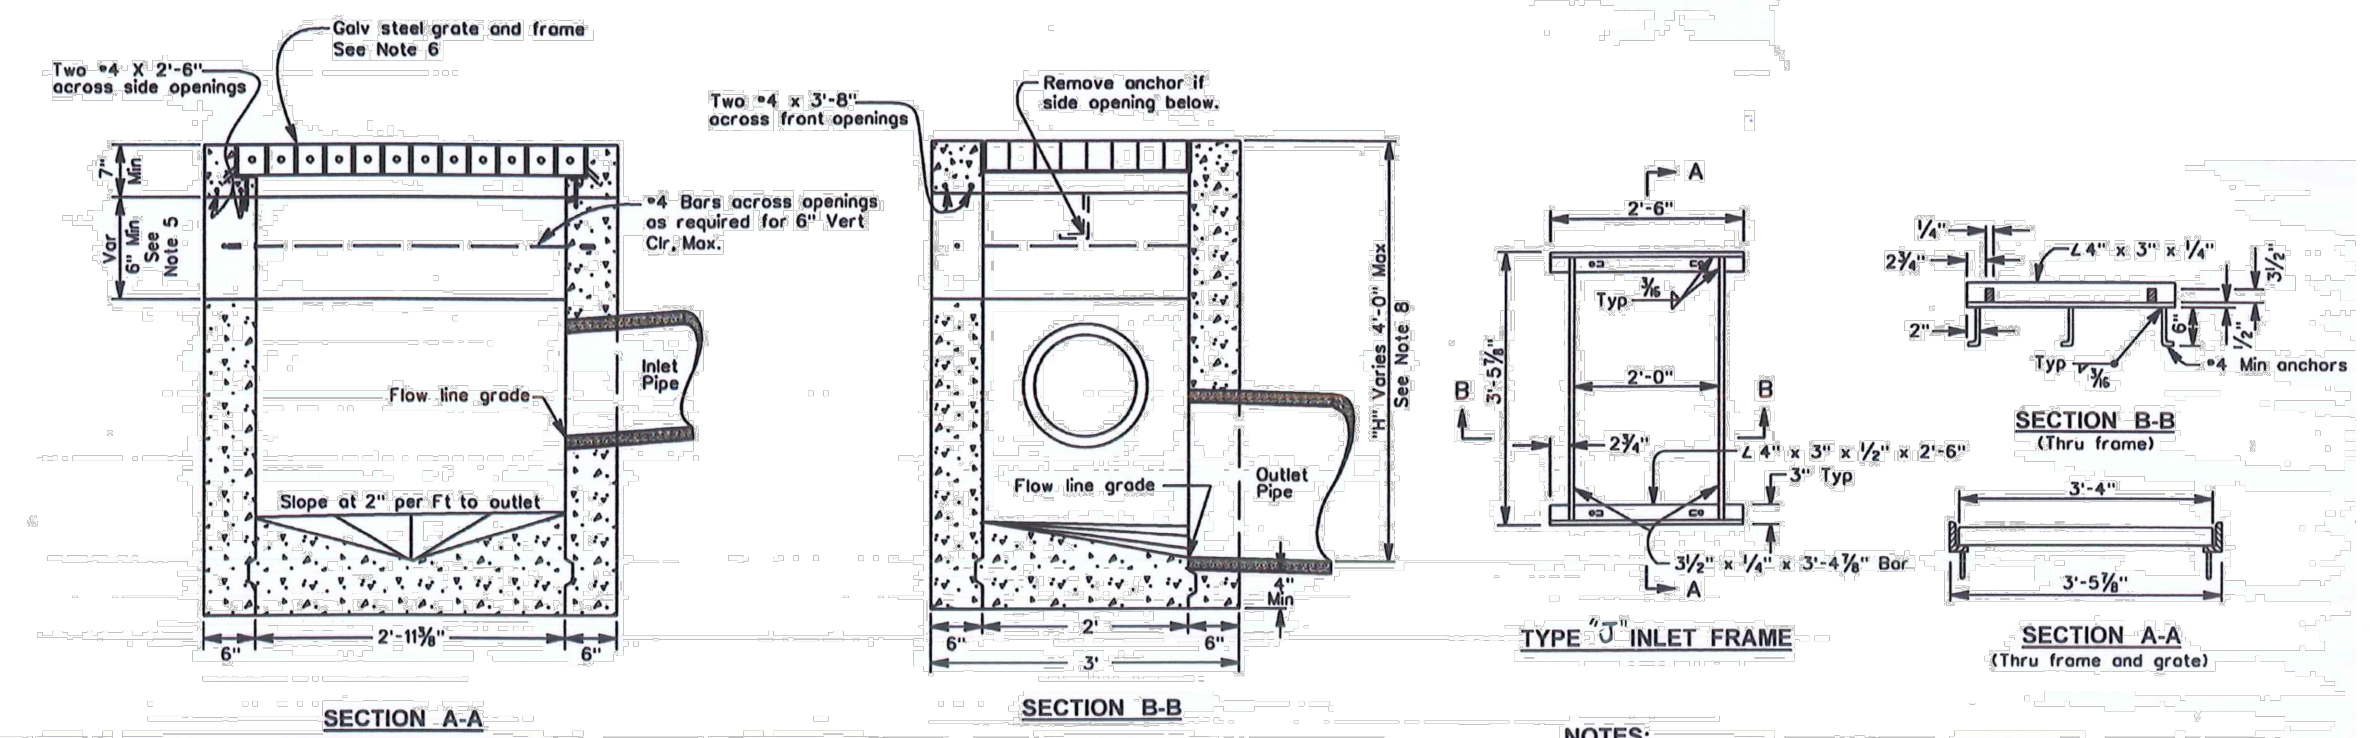 Galv steel grate and frame
See Note 6
Two #4 X 2'-6"
across side openings
7"
Min
Var
6" Min
See
Note 5
#4 Bars across openings
as required for 6" Vert
Clr. Max.
Inlet
Pipe
Flow line grade
Slope at 2" per Ft to outlet
6"
2'-11⅜"
6"
SECTION A-A
Two #4 x 3'-8"
across front openings
Remove anchor if
side opening below.
"H" Varies 4'-0" Max
See Note 8
Flow line grade
Outlet
Pipe
4"
Min
6"
2'
6"
3'
SECTION B-B
A
2'-6"
3/16
Typ
3'-5⅞"
2'-0"
B
B
2¾"
∠ 4" x 3" x ½" x 2'-6"
3" Typ
3½" x ¼" x 3'-4⅞" Bar
A
TYPE "J" INLET FRAME
¼"
2¾"
∠ 4" x 3" x ¼"
3½"
2"
6"
½"
Typ
3/16
#4 Min anchors
SECTION B-B
(Thru frame)
3'-4"
3'-5⅞"
SECTION A-A
(Thru frame and grate)
NOTES: